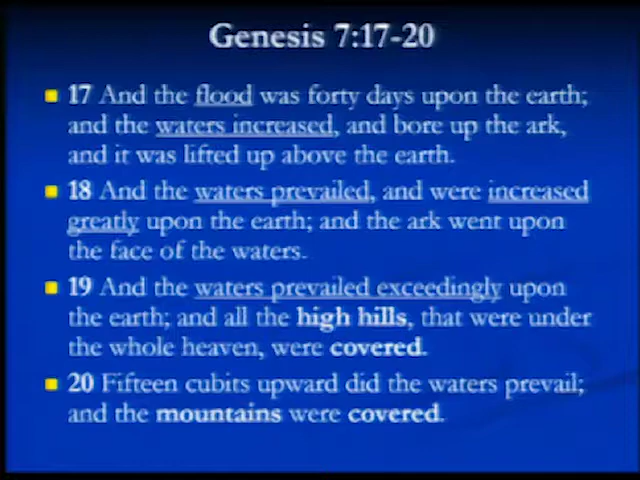 Genesis 7:17-20
17 And the flood was forty days upon the earth;
and the waters increased, and bore up the ark,
and it was lifted up above the earth.
18 And the waters prevailed, and were increased
greatly upon the earth; and the ark went upon
the face of the waters.
19 And the waters prevailed exceedingly upon
the earth; and all the high hills, that were under
the whole heaven, were covered.
20 Fifteen cubits upward did the waters prevail;
and the mountains were covered.